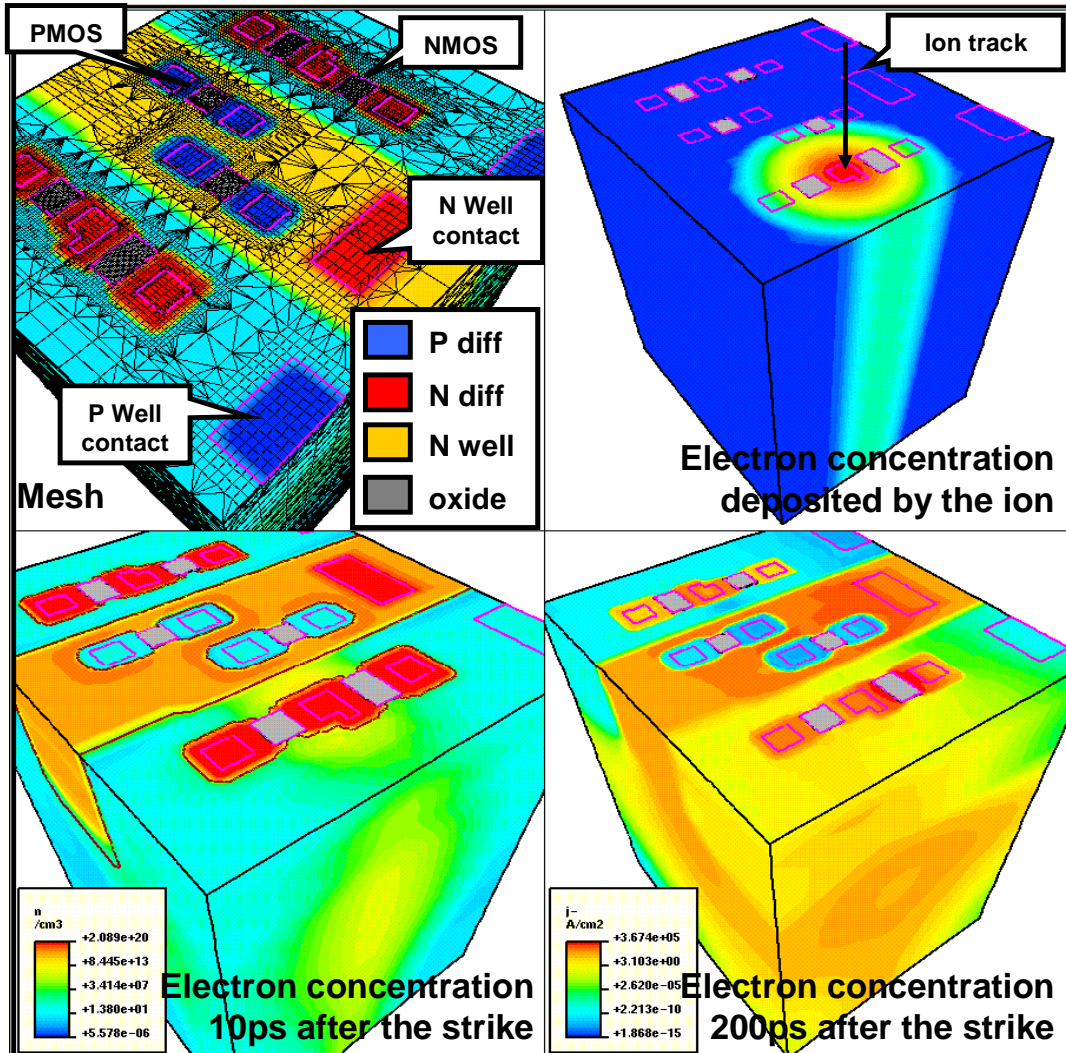 PMOS
NMOS
N Well
contact
P diff
N diff
N well
oxide
P Well
contact
Mesh
Ion track
Electron concentration
deposited by the ion
n
/cm3
+2.089e+20
+8.445e+13
+3.414e+07
+1.380e+01
+5.578e-06
Electron concentration
10ps after the strike
j-
A/cm2
+3.674e+05
+3.103e+00
+2.620e-05
+2.213e-10
+1.868e-15
Electron concentration
200ps after the strike